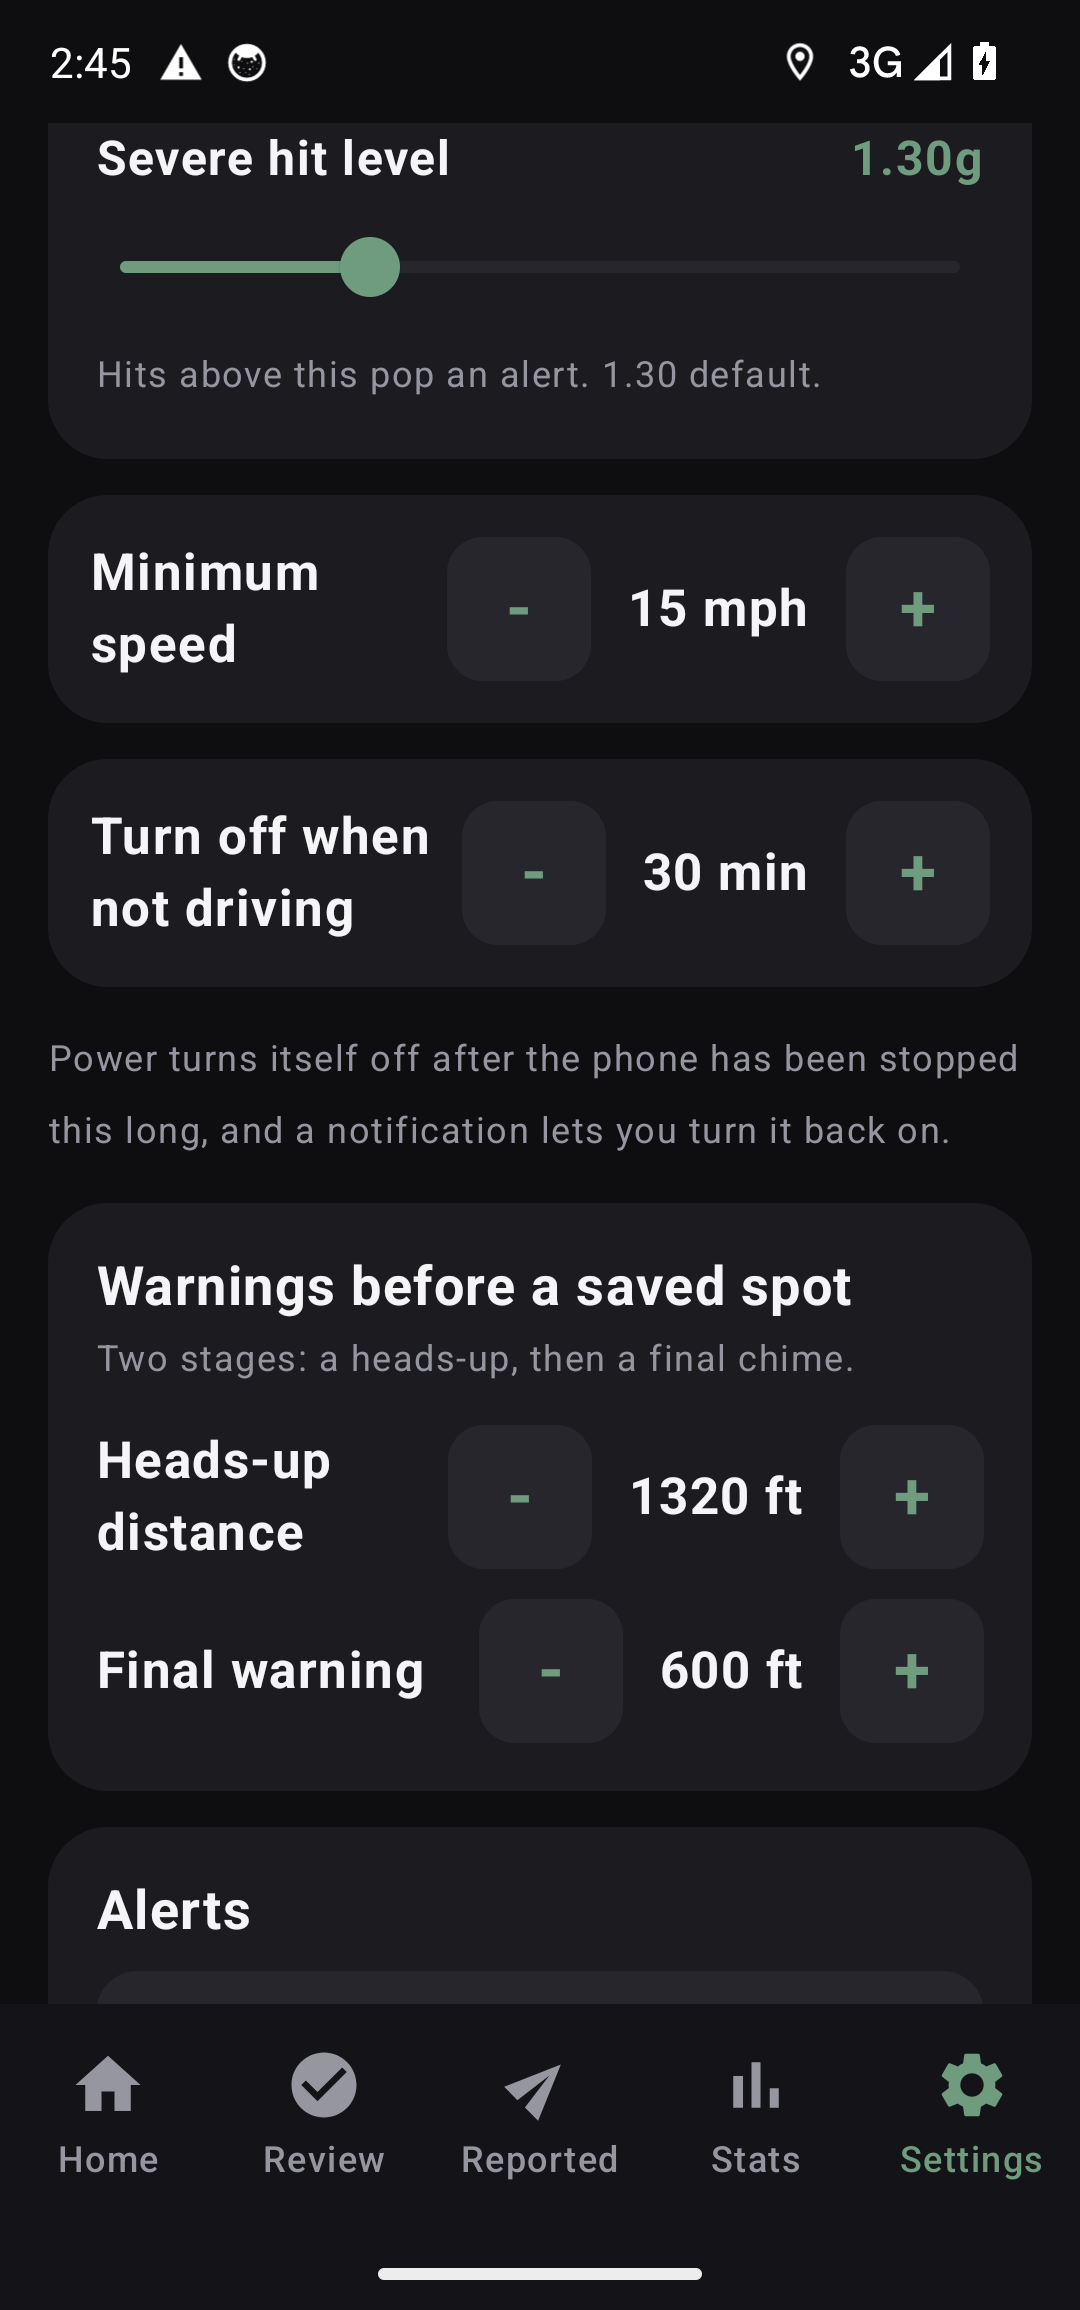 2:45
3G
Severe hit level
1.30g
Hits above this pop an alert. 1.30 default.
Minimum
speed
-
15 mph
+
Turn off when
not driving
-
30 min
+
Power turns itself off after the phone has been stopped
this long, and a notification lets you turn it back on.
Warnings before a saved spot
Two stages: a heads-up, then a final chime.
Heads-up
distance
-
1320 ft
+
Final warning
-
600 ft
+
Alerts
Home
Review
Reported
Stats
Settings